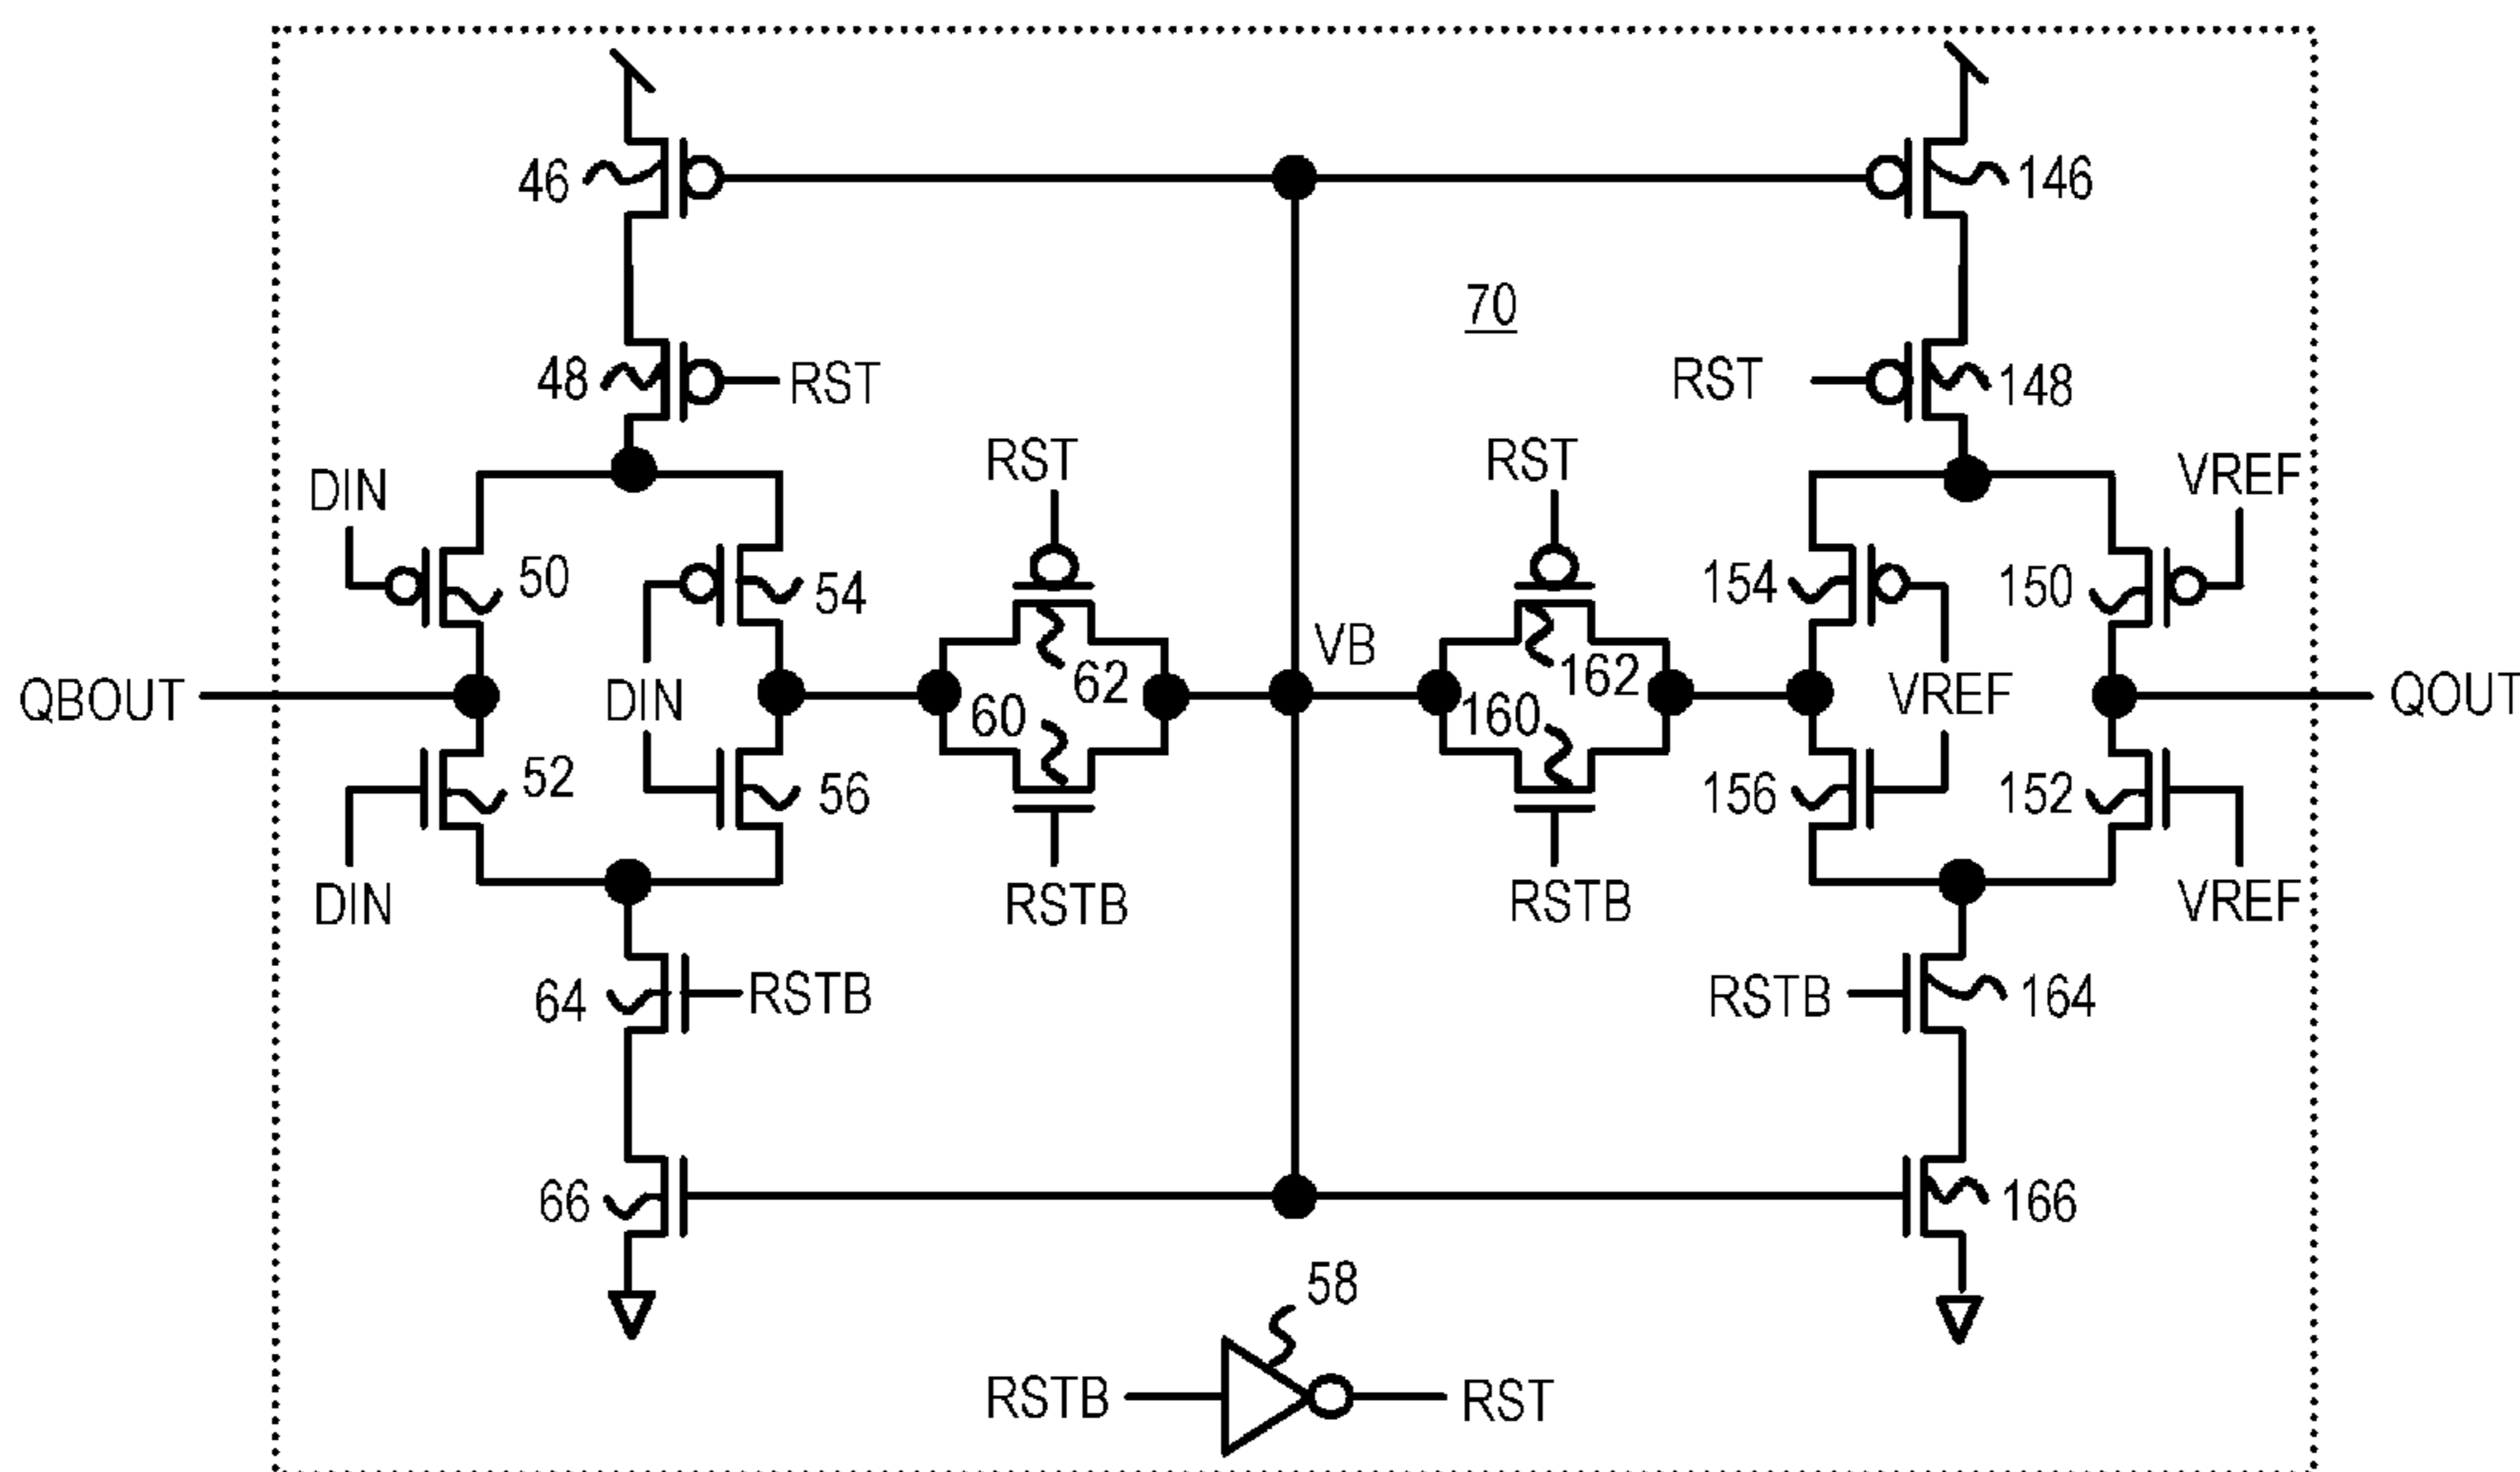 46
146
70
48
RST
RST
148
DIN
RST
RST
VREF
50
54
154
150
QBOUT
DIN
62
VB
162
VREF
QOUT
60
160
52
56
156
152
DIN
RSTB
RSTB
VREF
64
RSTB
RSTB
164
66
166
58
RSTB
RST